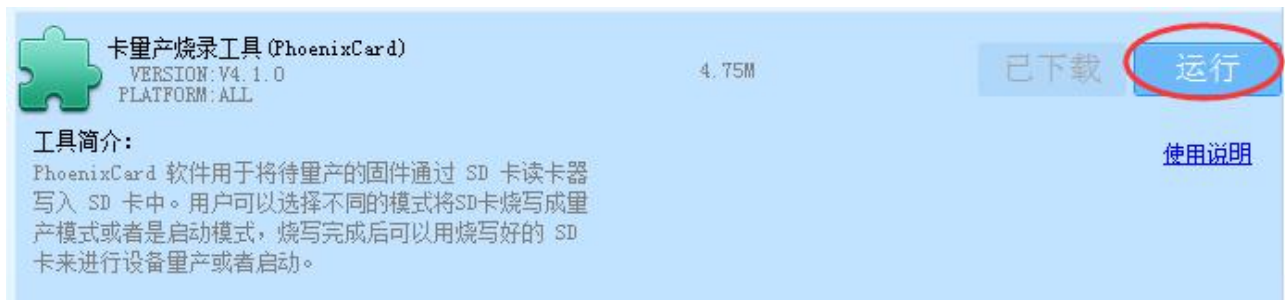 卡量产烧录工具(PhoenixCard)
VERSION:V4.1.0
PLATFORM:ALL
4.75M
已下载
运行
工具简介:
使用说明
PhoenixCard 软件用于将待量产的固件通过 SD 卡读卡器
写入 SD 卡中。用户可以选择不同的模式将SD卡烧写成量
产模式或者是启动模式，烧写完成后可以用烧写好的 SD
卡来进行设备量产或者启动。